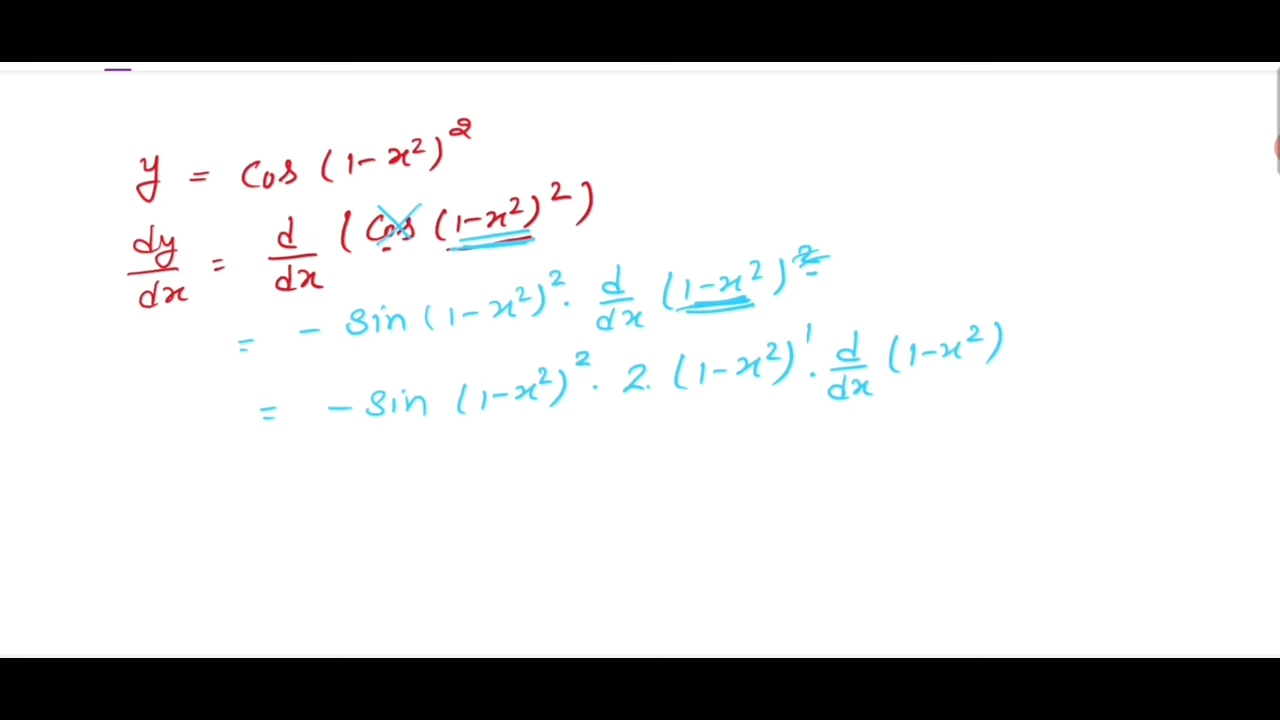 y = Cos (1-x²)²
dy/dx = d/dx (Cos (1-x²)²)
= - Sin (1-x²)² . d/dx (1-x²)²
= - Sin (1-x²)² . 2. (1-x²)¹ . d/dx (1-x²)